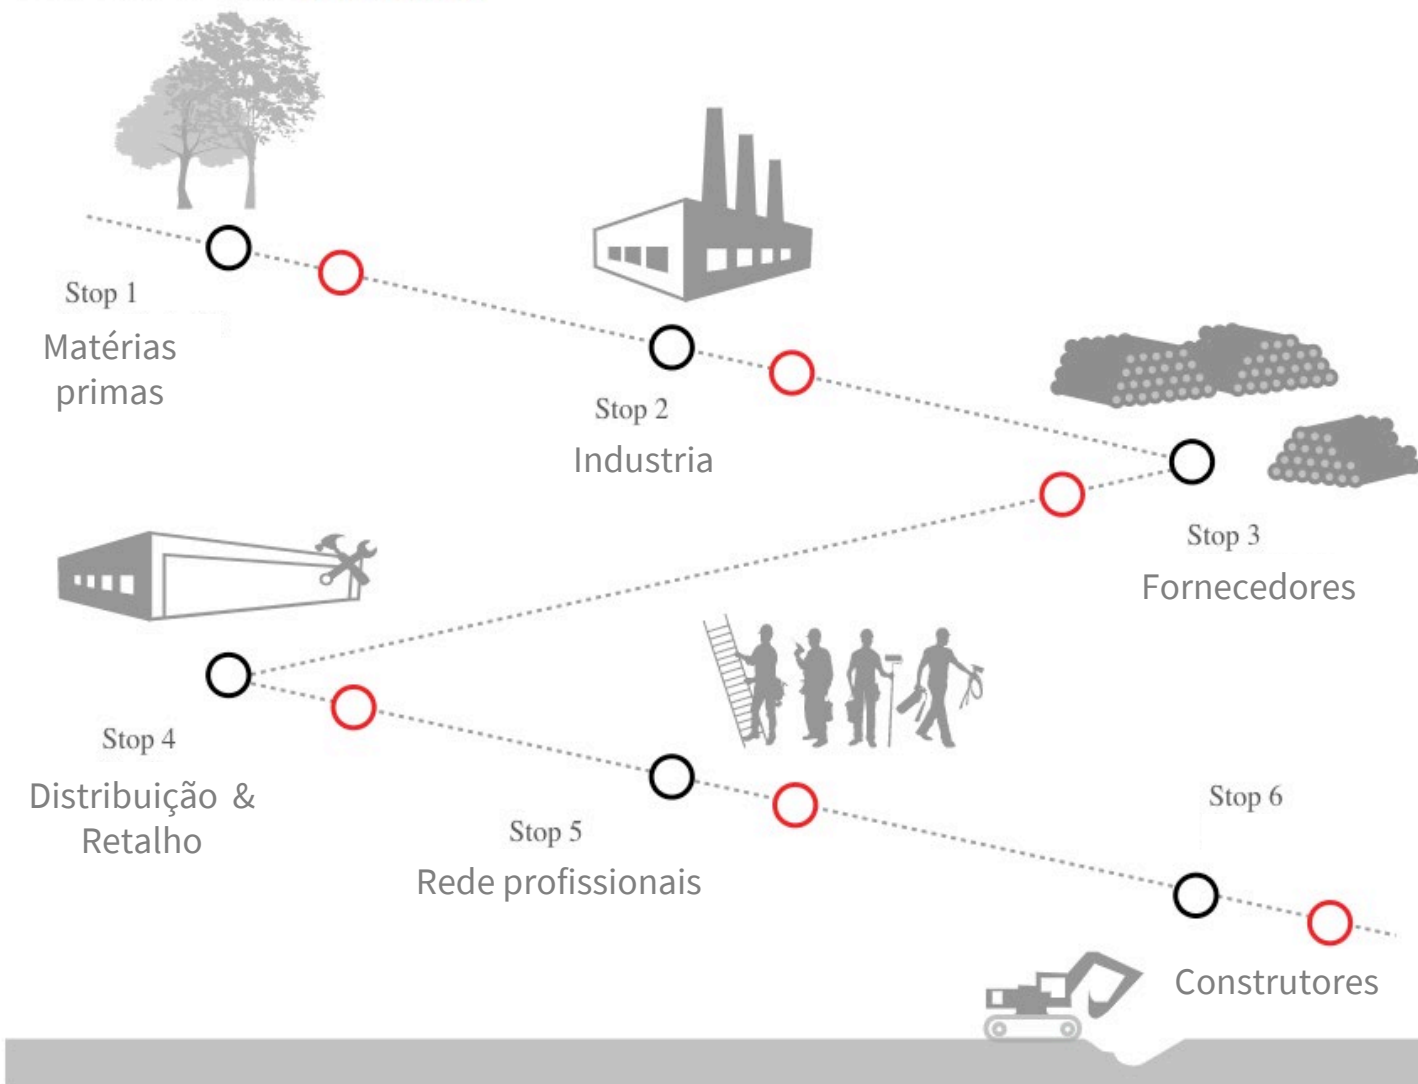 Stop 1
Matérias
primas
Stop 2
Industria
Stop 3
Fornecedores
Stop 4
Distribuição &
Retalho
Stop 5
Rede profissionais
Stop 6
Construtores